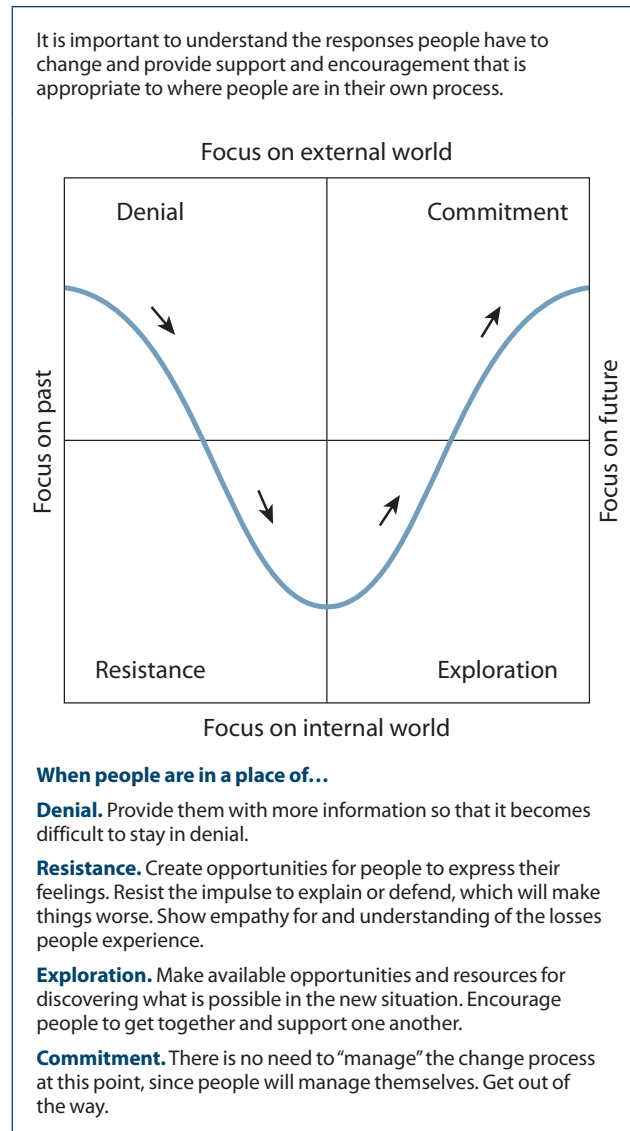 It is important to understand the responses people have to
change and provide support and encouragement that is
appropriate to where people are in their own process.
Focus on external world
Denial
Commitment
Focus on past
Focus on future
Resistance
Exploration
Focus on internal world
When people are in a place of…
Denial. Provide them with more information so that it becomes
difficult to stay in denial.
Resistance. Create opportunities for people to express their
feelings. Resist the impulse to explain or defend, which will make
things worse. Show empathy for and understanding of the losses
people experience.
Exploration. Make available opportunities and resources for
discovering what is possible in the new situation. Encourage
people to get together and support one another.
Commitment. There is no need to “manage” the change process
at this point, since people will manage themselves. Get out of
the way.